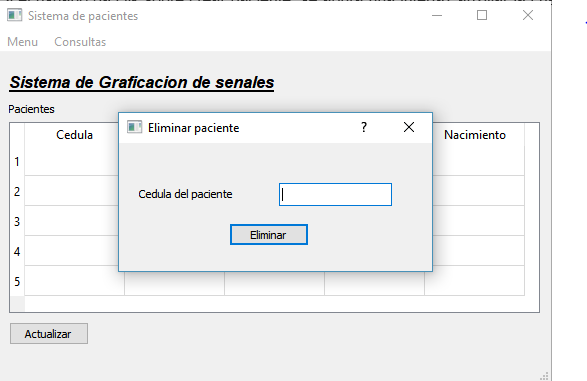 Sistema de pacientes
Menu Consultas
Sistema de Graficacion de senales
Pacientes
Cedula Nacimiento
1
2
3
4
5
Eliminar paciente
?
Cedula del paciente
Eliminar
Actualizar